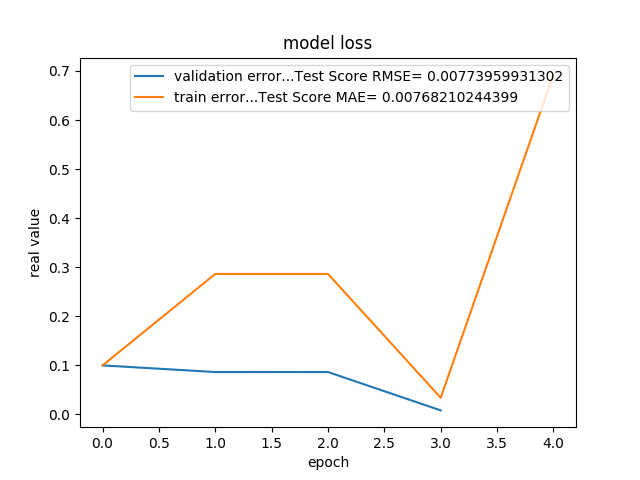 model loss
validation error...Test Score RMSE= 0.00773959931302
train error...Test Score MAE= 0.00768210244399
real value
0.7
0.6
0.5
0.4
0.3
0.2
0.1
0.0
0.0 0.5 1.0 1.5 2.0 2.5 3.0 3.5 4.0
epoch